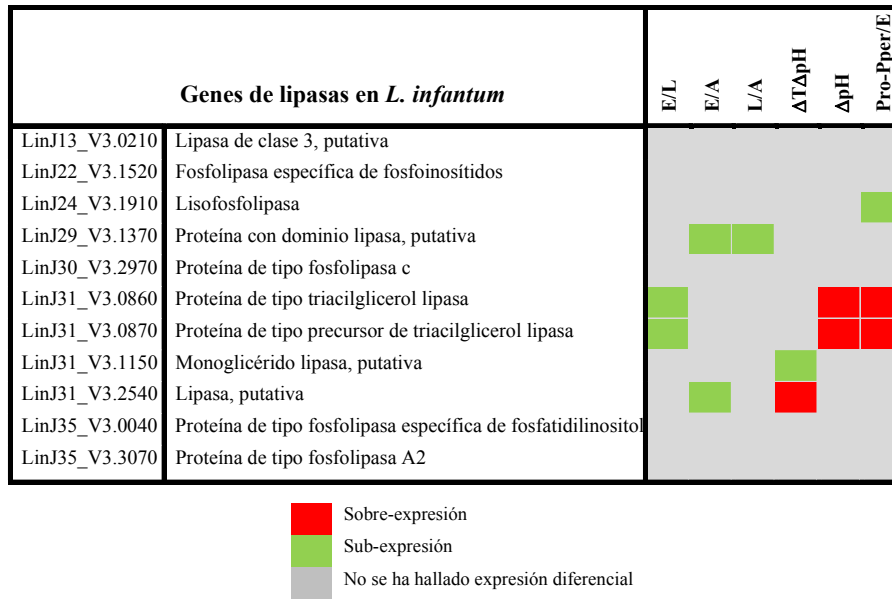 Genes de lipasas en L. infantum E/L E/A L/A ΔTΔpH ΔpH Pro-Pper/E
LinJ13_V3.0210 Lipasa de clase 3, putativa
LinJ22_V3.1520 Fosfolipasa específica de fosfoinosítidos
LinJ24_V3.1910 Lisofosfolipasa
LinJ29_V3.1370 Proteína con dominio lipasa, putativa
LinJ30_V3.2970 Proteína de tipo fosfolipasa c
LinJ31_V3.0860 Proteína de tipo triacilglicerol lipasa
LinJ31_V3.0870 Proteína de tipo precursor de triacilglicerol lipasa
LinJ31_V3.1150 Monoglicérido lipasa, putativa
LinJ31_V3.2540 Lipasa, putativa
LinJ35_V3.0040 Proteína de tipo fosfolipasa específica de fosfatidilinositol
LinJ35_V3.3070 Proteína de tipo fosfolipasa A2
Sobre-expresión
Sub-expresión
No se ha hallado expresión diferencial